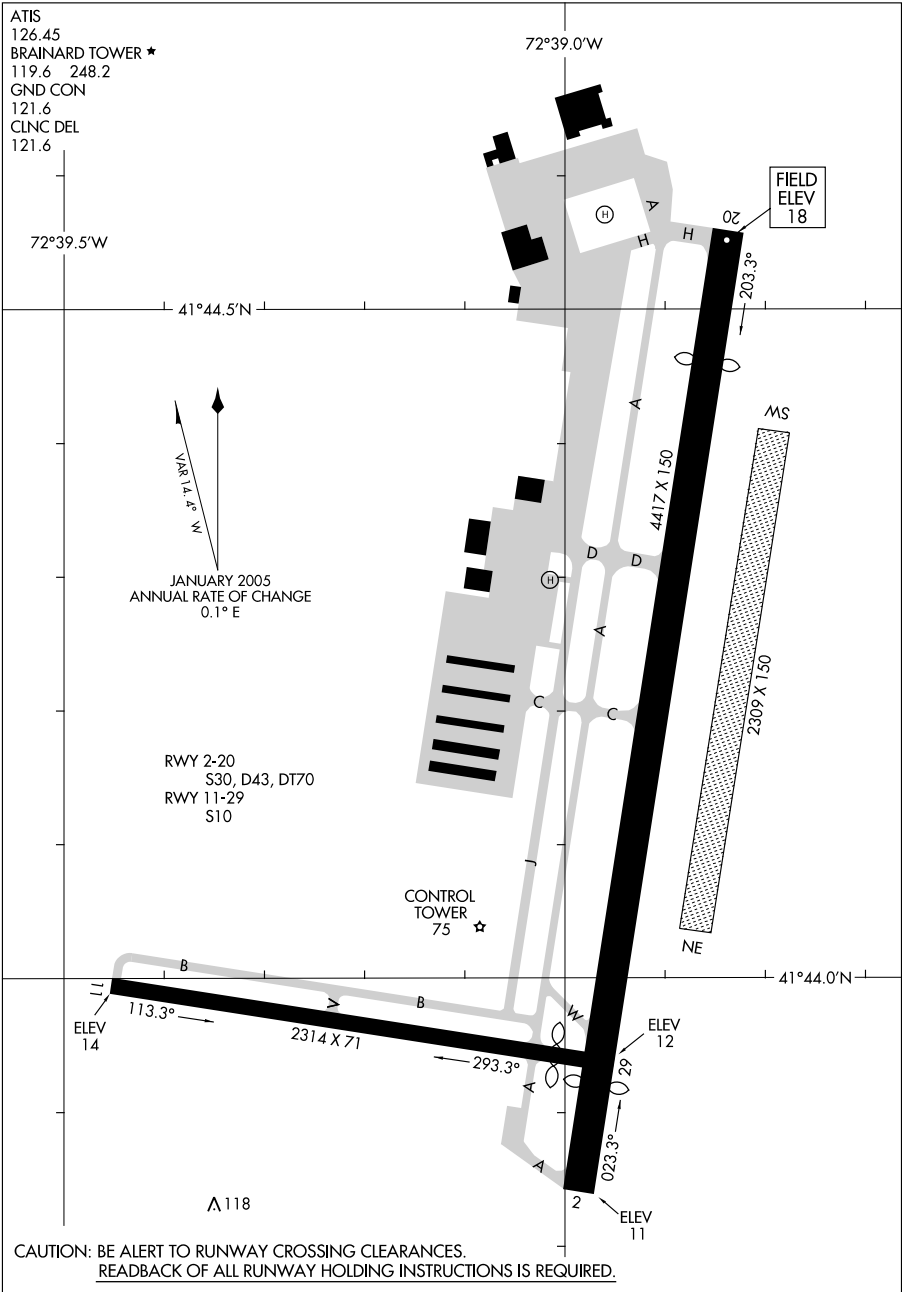 ATIS
126.45
BRAINARD TOWER ★
119.6 248.2
GND CON
121.6
CLNC DEL
121.6
72°39.0'W
72°39.5'W
FIELD
ELEV
18
20
H
A
H
H
203.3°
41°44.5'N
A
SW
VAR 14.4° W
4417 X 150
JANUARY 2005
ANNUAL RATE OF CHANGE
0.1° E
D
D
H
A
2309 X 150
C
C
RWY 2-20
S30, D43, DT70
RWY 11-29
S10
J
CONTROL
TOWER
75
NE
41°44.0'N
B
B
V
W
11
113.3°
ELEV
14
2314 X 71
293.3°
ELEV
12
29
A
023.3°
A
2
ELEV
11
118
CAUTION: BE ALERT TO RUNWAY CROSSING CLEARANCES.
READBACK OF ALL RUNWAY HOLDING INSTRUCTIONS IS REQUIRED.